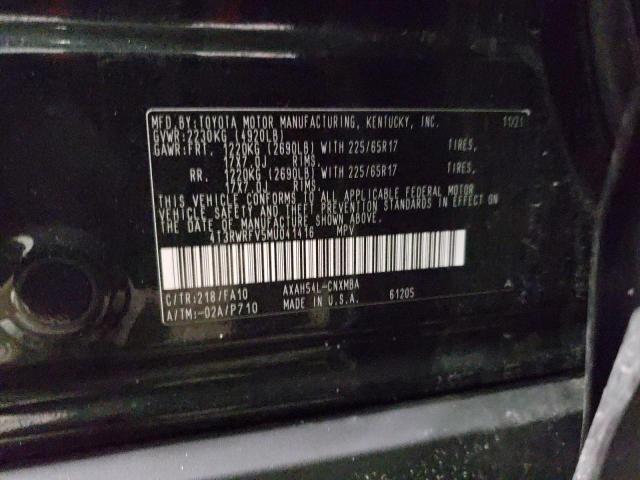 MFD.BY:TOYOTA MOTOR MANUFACTURING, KENTUCKY, INC. 11/21
GVWR:2230KG (4920LB)
GAWR:FRT. 1220KG (2690LB) WITH 225/65R17 TIRES,
17X7.0J RIMS,
RR. 1220KG (2690LB) WITH 225/65R17 TIRES,
17X7.0J RIMS,
THIS VEHICLE CONFORMS TO ALL APPLICABLE FEDERAL MOTOR
VEHICLE SAFETY AND THEFT PREVENTION STANDARDS IN EFFECT ON
THE DATE OF MANUFACTURE SHOWN ABOVE.
4T3RWRFV5MU041416 MPV
C/TR:218/FA10 AXAH54L-CNXMBA A
A/TM:-02A/P710 MADE IN U.S.A. 61205